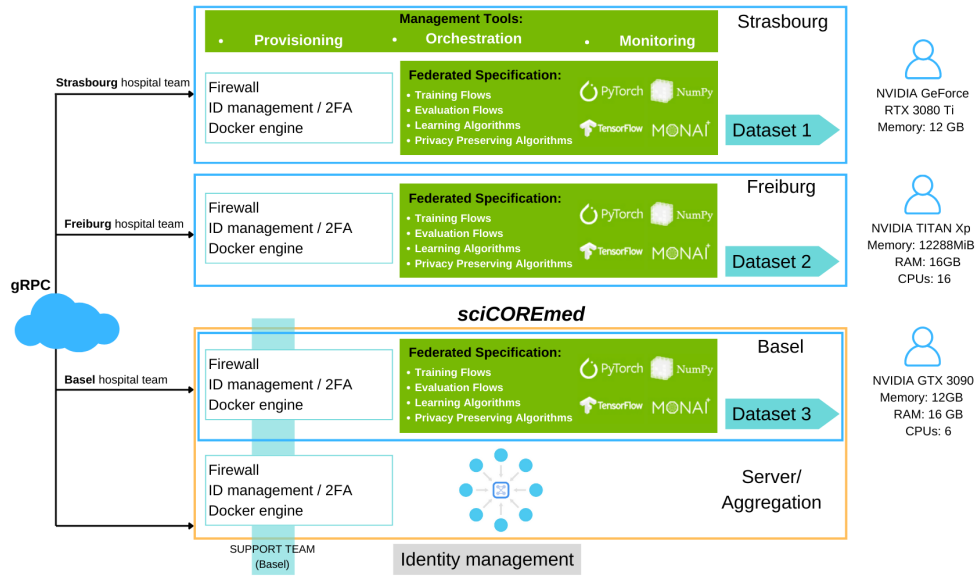 Management Tools:
• Provisioning • Orchestration • Monitoring
Strasbourg
Strasbourg hospital team
Firewall
ID management / 2FA
Docker engine
Federated Specification:
• Training Flows
• Evaluation Flows
• Learning Algorithms
• Privacy Preserving Algorithms
PyTorch NumPy
TensorFlow MONAI
Dataset 1
NVIDIA GeForce
RTX 3080 Ti
Memory: 12 GB
Freiburg
Freiburg hospital team
Firewall
ID management / 2FA
Docker engine
Federated Specification:
• Training Flows
• Evaluation Flows
• Learning Algorithms
• Privacy Preserving Algorithms
PyTorch NumPy
TensorFlow MONAI
Dataset 2
NVIDIA TITAN Xp
Memory: 12288MiB
RAM: 16GB
CPUs: 16
gRPC
sciCOREmed
Basel
Basel hospital team
Firewall
ID management / 2FA
Docker engine
Federated Specification:
• Training Flows
• Evaluation Flows
• Learning Algorithms
• Privacy Preserving Algorithms
PyTorch NumPy
TensorFlow MONAI
Dataset 3
NVIDIA GTX 3090
Memory: 12GB
RAM: 16 GB
CPUs: 6
Firewall
ID management / 2FA
Docker engine
Server/
Aggregation
SUPPORT TEAM
(Basel)
Identity management